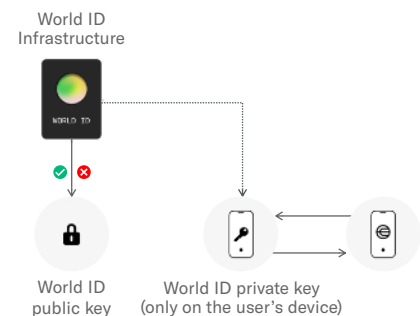 World ID
Infrastructure
WORLD ID
World ID
public key
World ID private key
(only on the user's device)